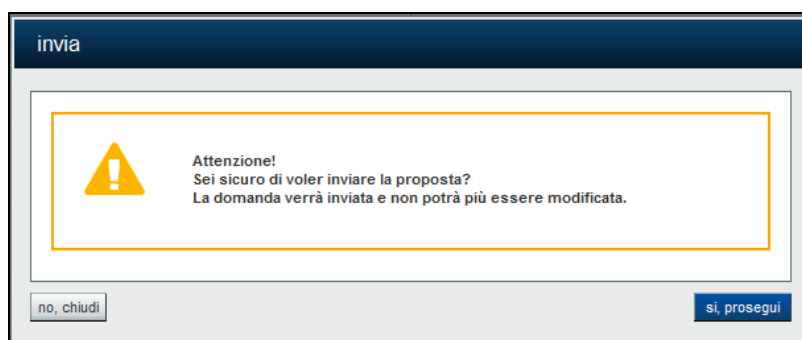 invia
Attenzione!
Sei sicuro di voler inviare la proposta?
La domanda verrà inviata e non potrà più essere modificata.
no, chiudi
si, prosegui